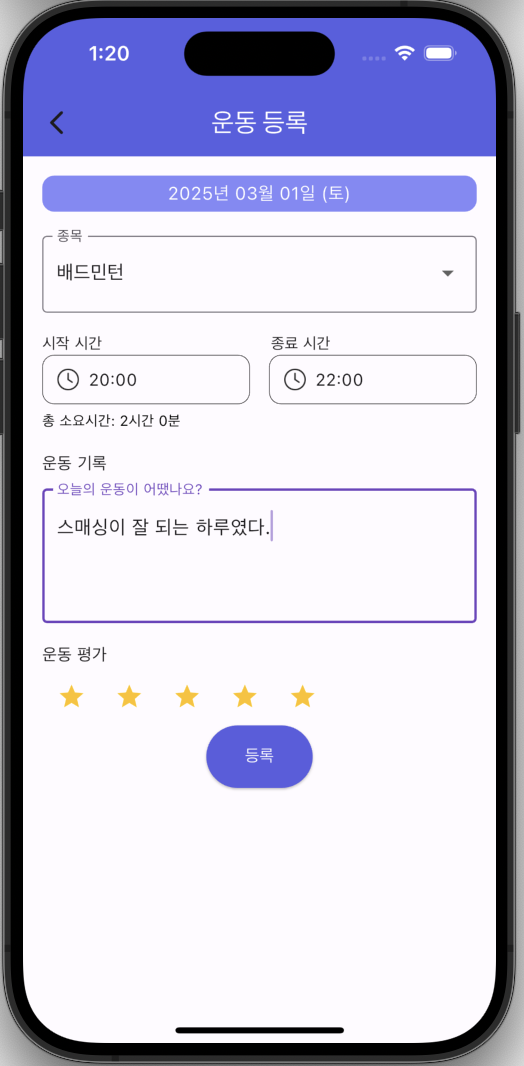 1:20
운동 등록
2025년 03월 01일 (토)
종목
배드민턴
시작 시간
종료 시간
20:00
22:00
총 소요시간: 2시간 0분
운동 기록
오늘의 운동이 어땠나요?
스매싱이 잘 되는 하루였다.
운동 평가
등록